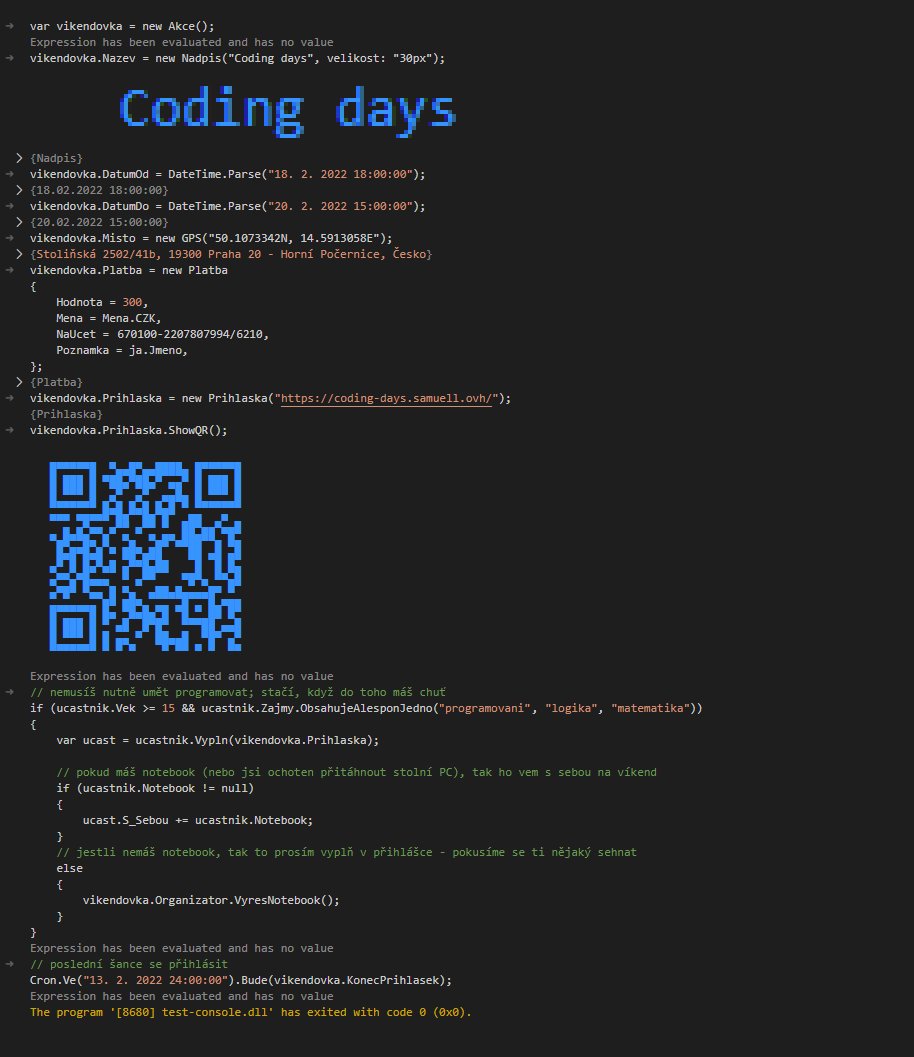 var vikendovka = new Akce();
Expression has been evaluated and has no value
vikendovka.Nazev = new Nadpis("Coding days", velikost: "30px");
Coding days
{Nadpis}
vikendovka.DatumOd = DateTime.Parse("18. 2. 2022 18:00:00");
{18.02.2022 18:00:00}
vikendovka.DatumDo = DateTime.Parse("20. 2. 2022 15:00:00");
{20.02.2022 15:00:00}
vikendovka.Misto = new GPS("50.1073342N, 14.5913058E");
{Stoliňská 2502/41b, 19300 Praha 20 - Horní Počernice, Česko}
vikendovka.Platba = new Platba
{
    Hodnota = 300,
    Mena = Mena.CZK,
    NaUcet = 670100-2207807994/6210,
    Poznamka = ja.Jmeno,
};
{Platba}
vikendovka.Prihlaska = new Prihlaska("https://coding-days.samuell.ovh/");
{Prihlaska}
vikendovka.Prihlaska.ShowQR();
Expression has been evaluated and has no value
// nemusíš nutně umět programovat; stačí, když do toho máš chuť
if (ucastnik.Vek >= 15 && ucastnik.Zajmy.ObsahujeAlesponJedno("programovani", "logika", "matematika"))
{
    var ucast = ucastnik.Vypln(vikendovka.Prihlaska);
    // pokud máš notebook (nebo jsi ochoten přitáhnout stolní PC), tak ho vem s sebou na víkend
    if (ucastnik.Notebook != null)
    {
        ucast.S_Sebou += ucastnik.Notebook;
    }
    // jestli nemáš notebook, tak to prosím vyplň v přihlášce - pokusíme se ti nějaký sehnat
    else
    {
        vikendovka.Organizator.VyresNotebook();
    }
}
Expression has been evaluated and has no value
// poslední šance se přihlásit
Cron.Ve("13. 2. 2022 24:00:00").Bude(vikendovka.KonecPrihlasek);
Expression has been evaluated and has no value
The program '[8680] test-console.dll' has exited with code 0 (0x0).